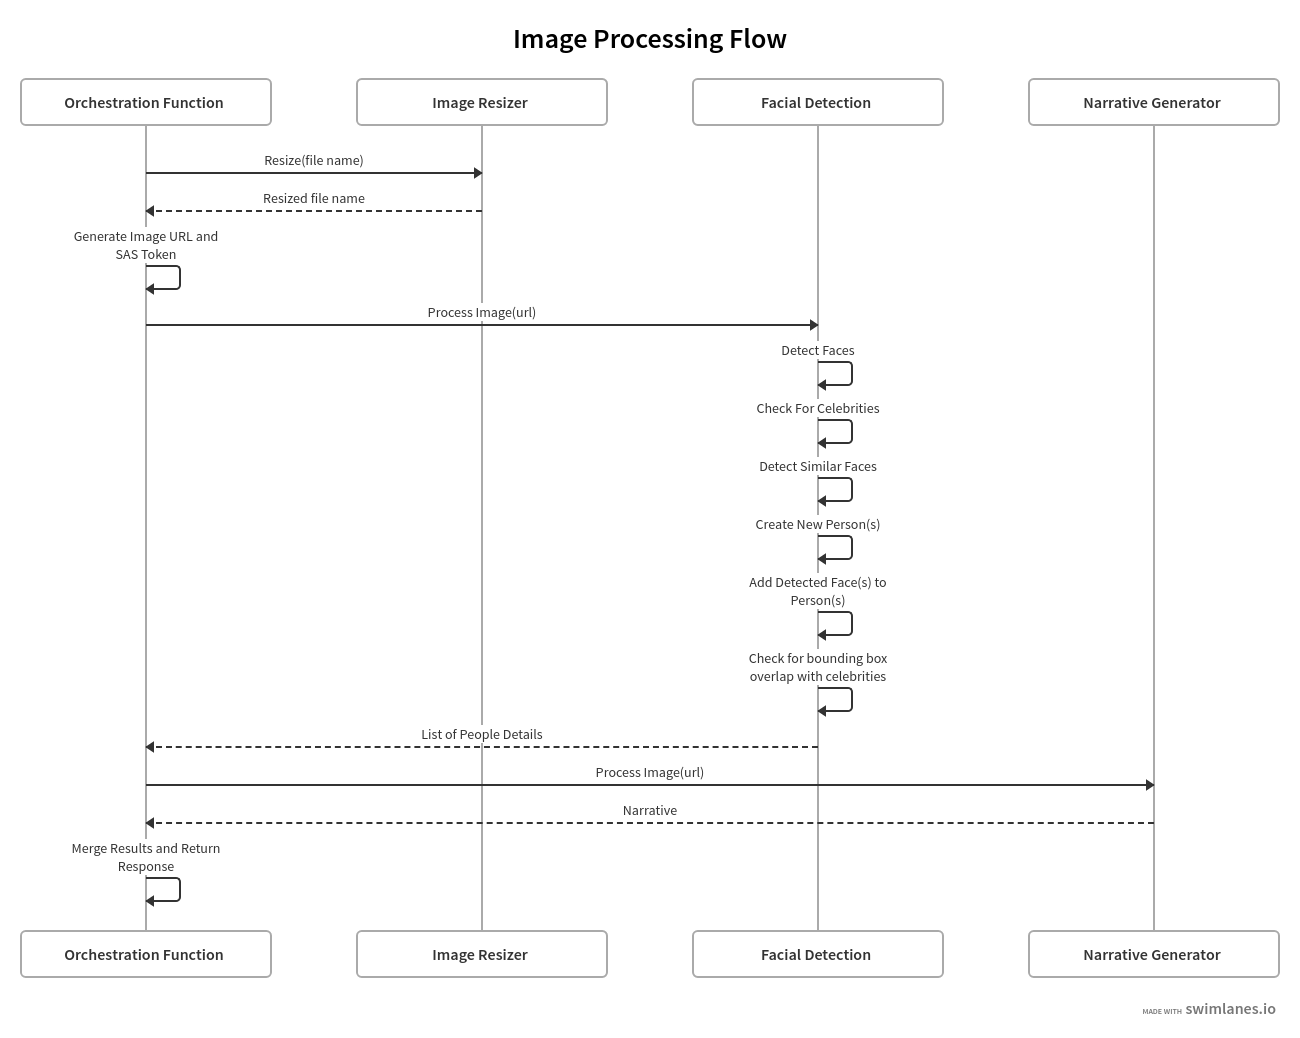 Image Processing Flow
Orchestration Function
Image Resizer
Facial Detection
Narrative Generator
Resize(file name)
Resized file name
Generate Image URL and
SAS Token
Process Image(url)
Detect Faces
Check For Celebrities
Detect Similar Faces
Create New Person(s)
Add Detected Face(s) to
Person(s)
Check for bounding box
overlap with celebrities
List of People Details
Process Image(url)
Narrative
Merge Results and Return
Response
Orchestration Function
Image Resizer
Facial Detection
Narrative Generator
MADE WITH swimlanes.io